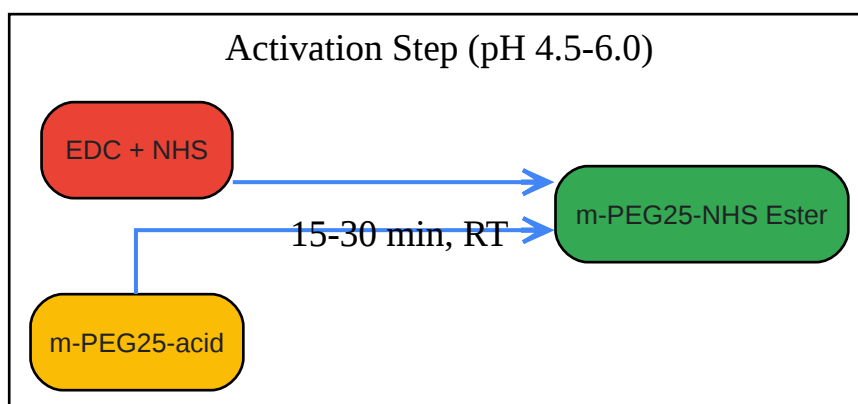 Activation Step (pH 4.5-6.0)
EDC + NHS
m-PEG25-NHS Ester
15-30 min, RT
m-PEG25-acid